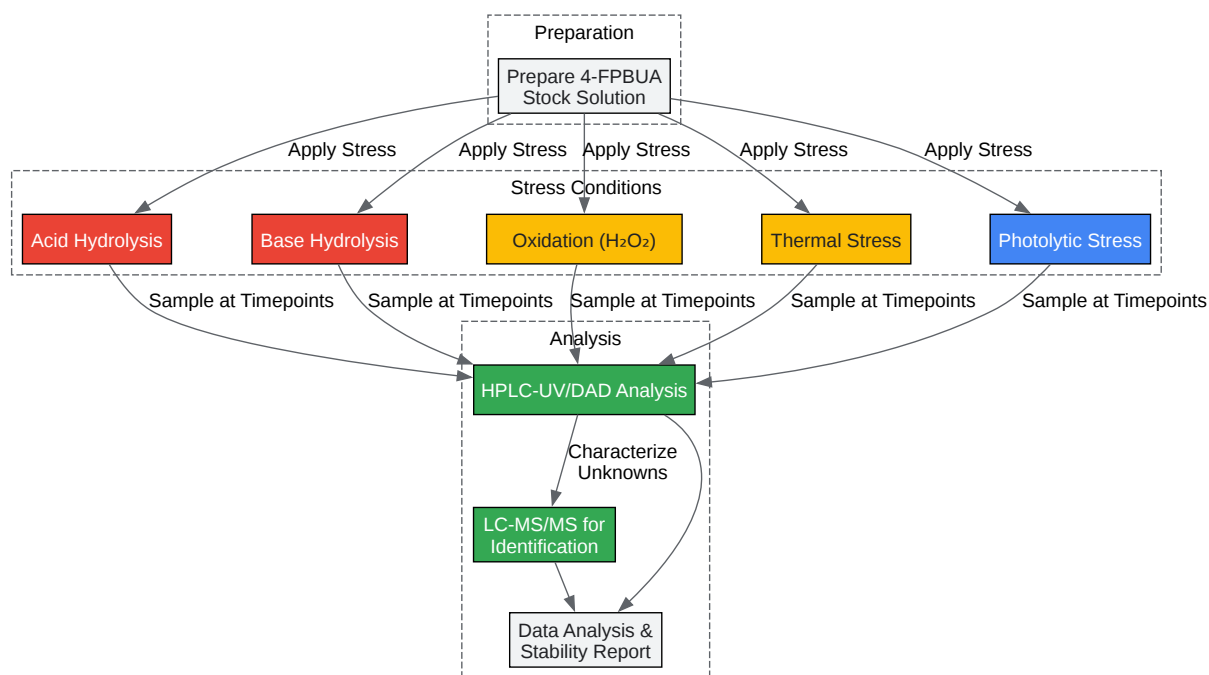 Preparation
Prepare 4-FPBUA
Stock Solution
Apply Stress
Apply Stress
Apply Stress
Apply Stress
Apply Stress
Stress Conditions
Acid Hydrolysis
Base Hydrolysis
Oxidation (H₂O₂)
Thermal Stress
Photolytic Stress
Sample at Timepoints
Sample at Timepoints
Sample at Timepoints
Sample at Timepoints
Sample at Timepoints
Analysis
HPLC-UV/DAD Analysis
Characterize
Unknowns
LC-MS/MS for
Identification
Data Analysis &
Stability Report